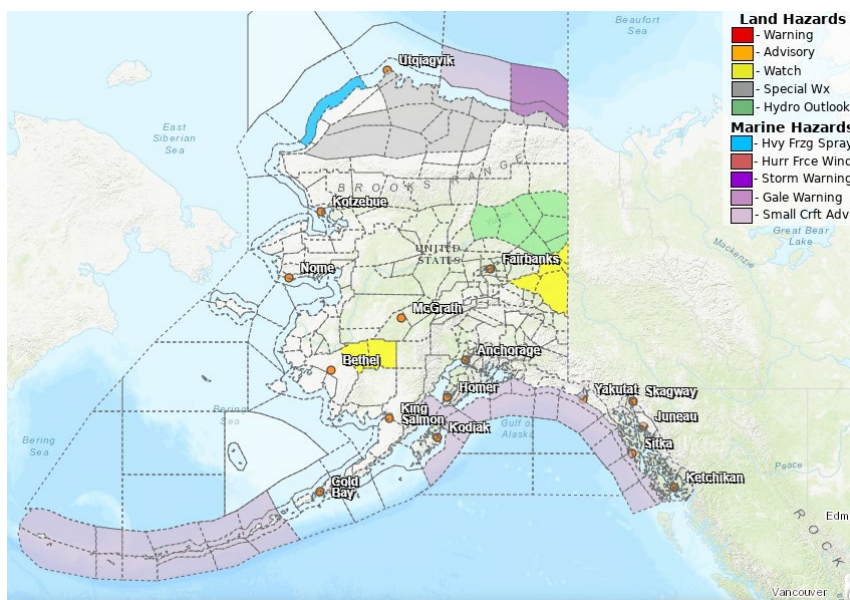 Land Hazards
- Warning
- Advisory
- Watch
- Special Wx
- Hydro Outlook
Marine Hazards
- Hvy Frzg Spray
- Hurr Frce Wind
- Storm Warning
- Gale Warning
- Small Crft Adv
Beaufort
Sea
Utqiagvik
East
Siberian
Sea
BROOKS RANGE
Kotzebue
Great Bear
Lake
Mackenzie
UNITED
STATES
Fairbanks
Nome
McGrath
Anchorage
Bethel
Homer
Yakutat
Skagway
King
Salmon
Juneau
Bering
Sea
Kodiak
Gulf o
Alaska
Sitka
Bering
Sea
Peace
Cold
Bay
Ketchikan
Edm
ROCK
Vancouver